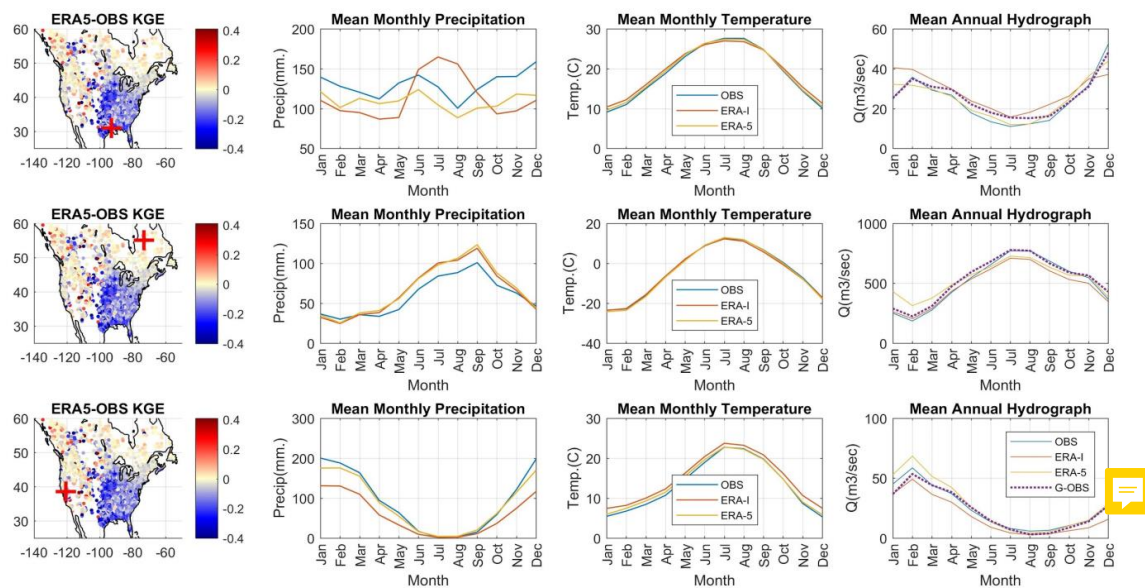 ERA5-OBS KGE
60
50
40
30
-140 -120 -100 -80 -60
0.4
0.2
0
-0.2
-0.4
Mean Monthly Precipitation
200
150
100
50
Precip(mm.)
Jan Feb Mar Apr May Jun Jul Aug Sep Oct Nov Dec
Month
Mean Monthly Temperature
30
20
10
0
Temp.(C)
OBS
ERA-I
ERA-5
Jan Feb Mar Apr May Jun Jul Aug Sep Oct Nov Dec
Month
Mean Annual Hydrograph
60
40
20
0
Q(m3/sec)
Jan Feb Mar Apr May Jun Jul Aug Sep Oct Nov Dec
Month
ERA5-OBS KGE
60
50
40
30
-140 -120 -100 -80 -60
0.4
0.2
0
-0.2
-0.4
Mean Monthly Precipitation
150
100
50
0
Precip(mm.)
Jan Feb Mar Apr May Jun Jul Aug Sep Oct Nov Dec
Month
Mean Monthly Temperature
20
0
-20
-40
Temp.(C)
OBS
ERA-I
ERA-5
Jan Feb Mar Apr May Jun Jul Aug Sep Oct Nov Dec
Month
Mean Annual Hydrograph
1000
500
0
Q(m3/sec)
Jan Feb Mar Apr May Jun Jul Aug Sep Oct Nov Dec
Month
ERA5-OBS KGE
60
50
40
30
-140 -120 -100 -80 -60
0.4
0.2
0
-0.2
-0.4
Mean Monthly Precipitation
300
200
100
0
Precip(mm.)
Jan Feb Mar Apr May Jun Jul Aug Sep Oct Nov Dec
Month
Mean Monthly Temperature
30
20
10
0
Temp.(C)
OBS
ERA-I
ERA-5
Jan Feb Mar Apr May Jun Jul Aug Sep Oct Nov Dec
Month
Mean Annual Hydrograph
100
50
0
Q(m3/sec)
OBS
ERA-I
ERA-5
G-OBS
Jan Feb Mar Apr May Jun Jul Aug Sep Oct Nov Dec
Month